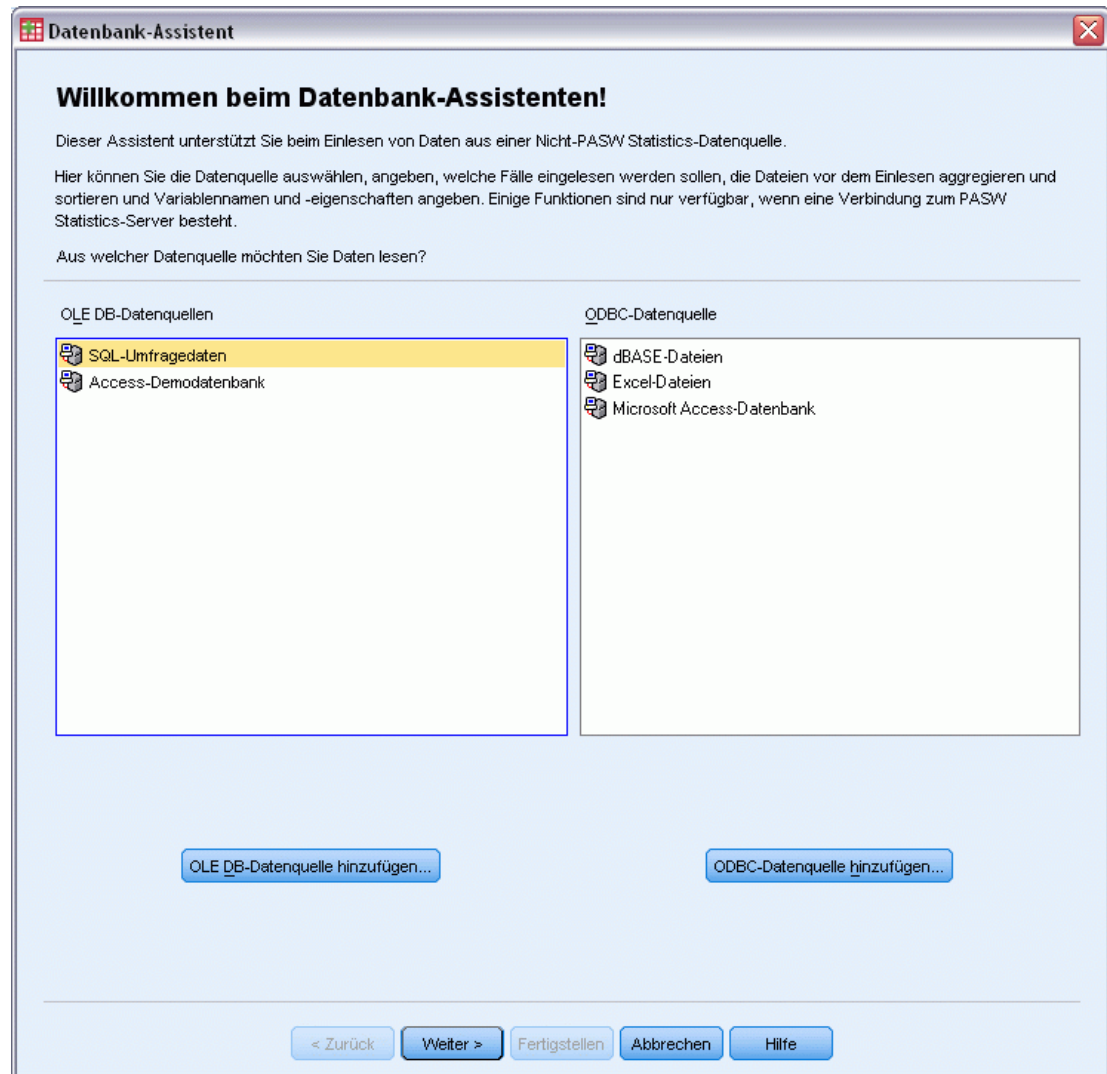 Datenbank-Assistent
Willkommen beim Datenbank-Assistenten!
Dieser Assistent unterstützt Sie beim Einlesen von Daten aus einer Nicht-PASW Statistics-Datenquelle.
Hier können Sie die Datenquelle auswählen, angeben, welche Fälle eingelesen werden sollen, die Dateien vor dem Einlesen aggregieren und
sortieren und Variablennamen und -eigenschaften angeben. Einige Funktionen sind nur verfügbar, wenn eine Verbindung zum PASW
Statistics-Server besteht.
Aus welcher Datenquelle möchten Sie Daten lesen?
OLE DB-Datenquellen
SQL-Umfragedaten
Access-Demodatenbank
ODBC-Datenquelle
dBASE-Dateien
Excel-Dateien
Microsoft Access-Datenbank
OLE DB-Datenquelle hinzufügen...
ODBC-Datenquelle hinzufügen...
< Zurück
Weiter >
Fertigstellen
Abbrechen
Hilfe